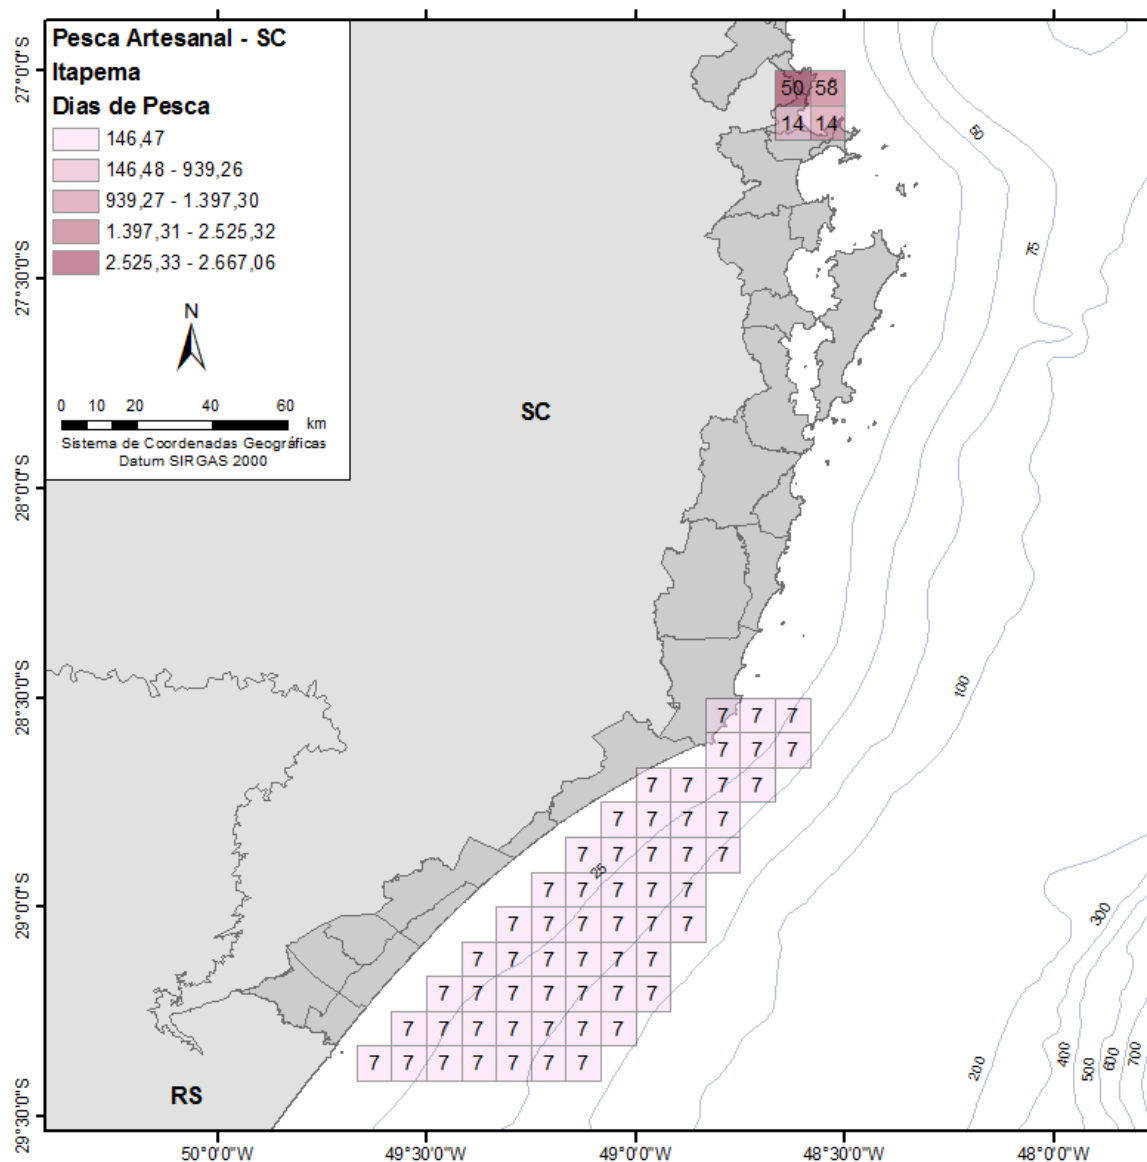 Pesca Artesanal - SC
Itapema
Dias de Pesca
146,47
146,48 - 939,26
939,27 - 1.397,30
1.397,31 - 2.525,32
2.525,33 - 2.667,06
N
0 10 20 40 60
km
Sistema de Coordenadas Geográficas
Datum SIRGAS 2000
27°0'0"S
27°30'0"S
28°0'0"S
28°30'0"S
29°0'0"S
29°30'0"S
50 58
14 14
50
75
SC
100
7 7 7
7 7 7
7 7 7 7
7 7 7 7
7 7 7 7 7
25
7 7 7 7 7
7 7 7 7 7 7
7 7 7 7 7 7
7 7 7 7 7 7 7
7 7 7 7 7 7 7
7 7 7 7 7 7 7
300
200
400
500
600
700
RS
50°0'0"W 49°30'0"W 49°0'0"W 48°30'0"W 48°0'0"W